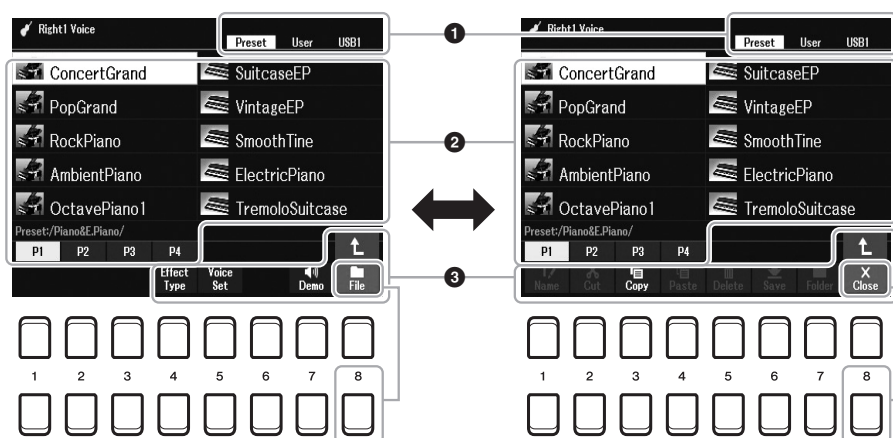 Right1 Voice
Preset User USB1
ConcertGrand SuitcaseEP
PopGrand VintageEP
RockPiano SmoothTine
AmbientPiano ElectricPiano
OctavePiano1 TremoloSuitcase
Preset:/Piano&E.Piano/
P1 P2 P3 P4
Effect Type Voice Set Demo File
1 2 3 4 5 6 7 8
1
2
3
Right1 Voice
Preset User USB1
ConcertGrand SuitcaseEP
PopGrand VintageEP
RockPiano SmoothTine
AmbientPiano ElectricPiano
OctavePiano1 TremoloSuitcase
Preset:/Piano&E.Piano/
P1 P2 P3 P4
Name Cut Copy Paste Delete Save Folder Close
1 2 3 4 5 6 7 8